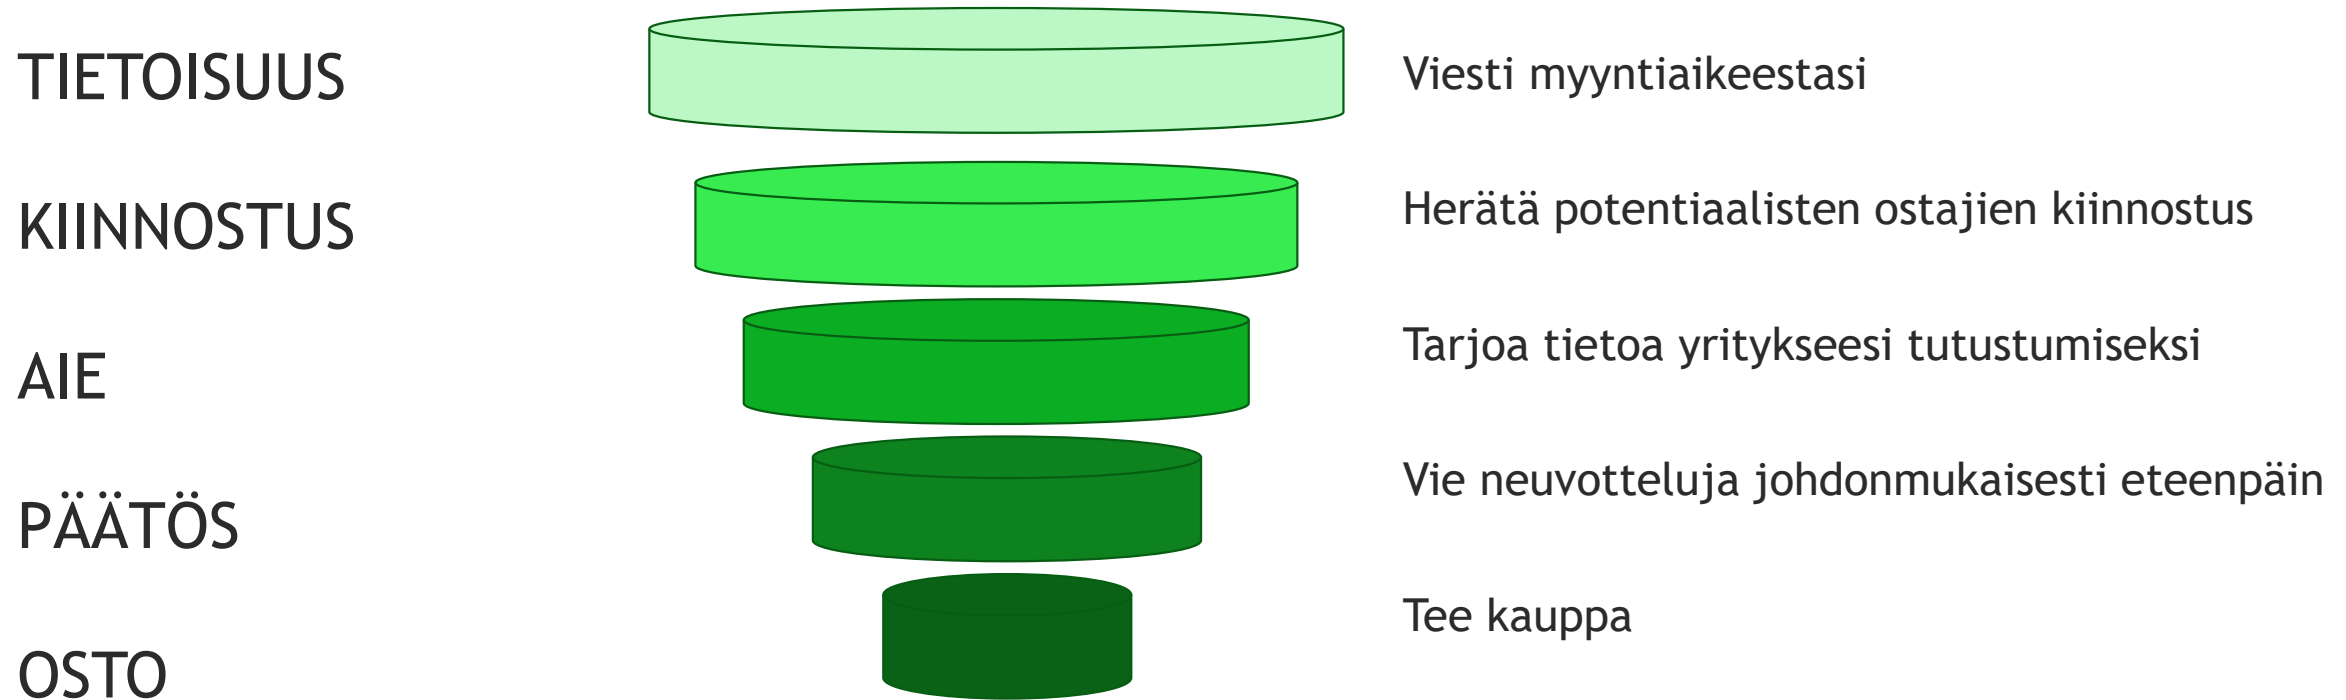 TIETOISUUS
Viesti myyntiaikeestasi
KIINNOSTUS
Herätä potentiaalisten ostajien kiinnostus
AIE
Tarjoa tietoa yritykseesi tutustumiseksi
PÄÄTÖS
Vie neuvotteluja johdonmukaisesti eteenpäin
OSTO
Tee kauppa